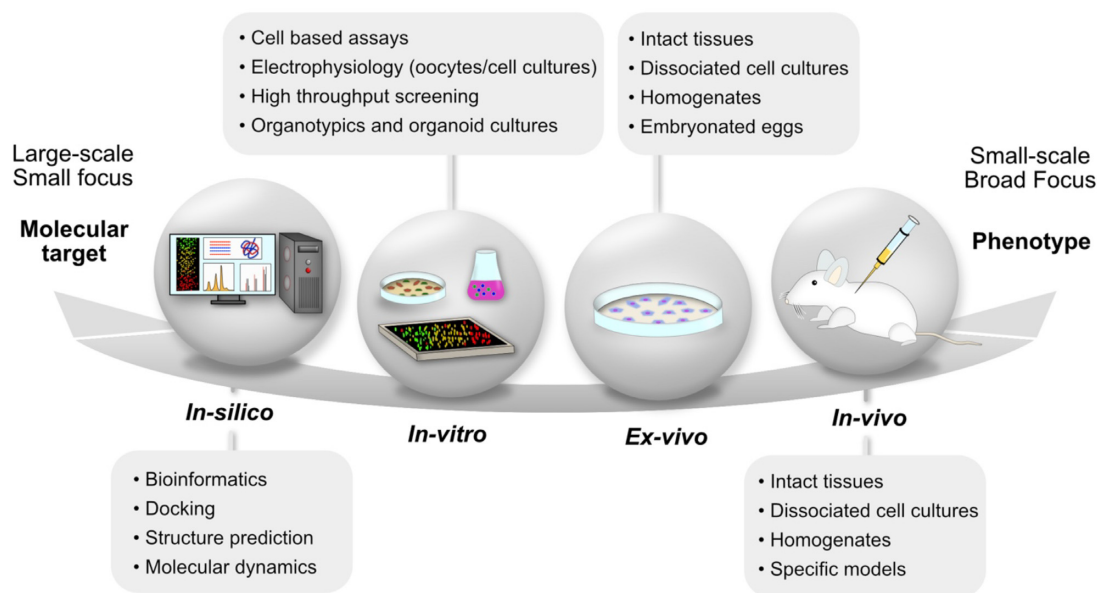 • Cell based assays
• Electrophysiology (oocytes/cell cultures)
• High throughput screening
• Organotypics and organoid cultures
• Intact tissues
• Dissociated cell cultures
• Homogenates
• Embryonated eggs
Large-scale
Small focus
Molecular
target
Small-scale
Broad Focus
Phenotype
In-silico
In-vitro
Ex-vivo
In-vivo
• Bioinformatics
• Docking
• Structure prediction
• Molecular dynamics
• Intact tissues
• Dissociated cell cultures
• Homogenates
• Specific models